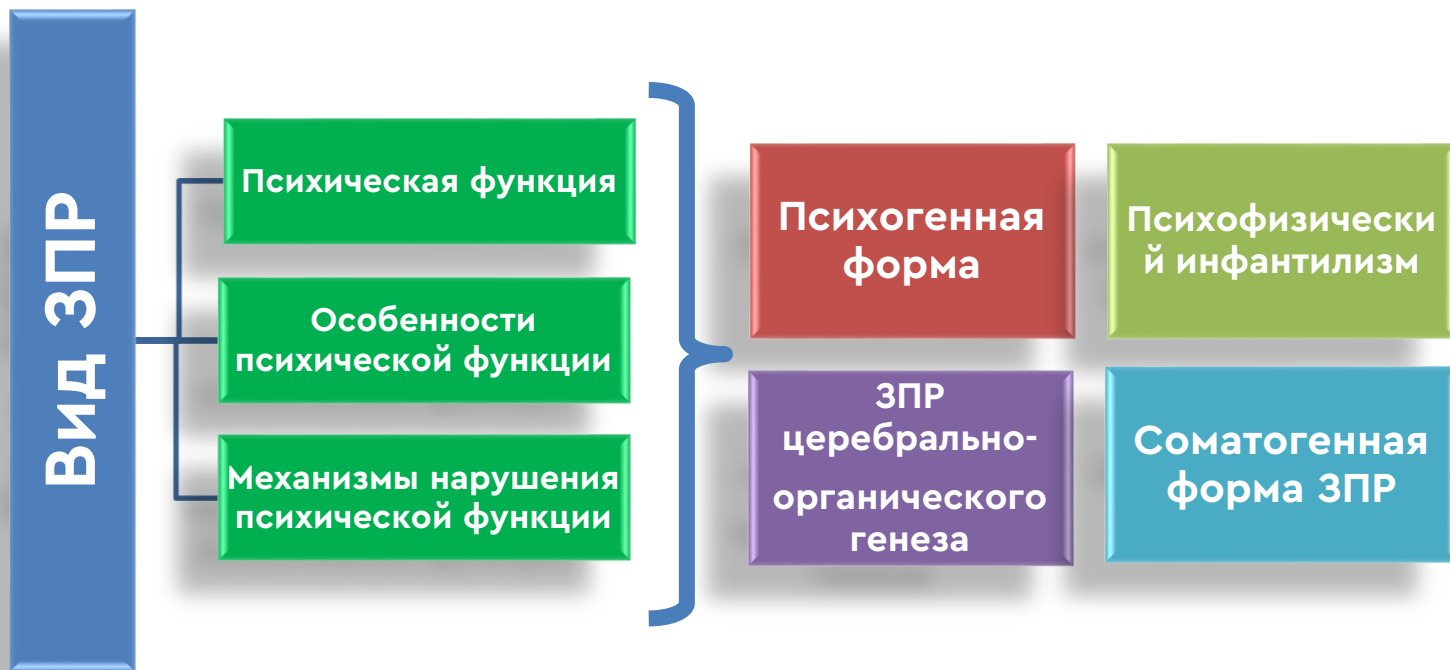 Вид ЗПР
Психическая функция
Особенности
психической функции
Механизмы нарушения
психической функции
Психогенная
форма
Психофизически
й инфантилизм
ЗПР
церебрально-
органического
генеза
Соматогенная
форма ЗПР